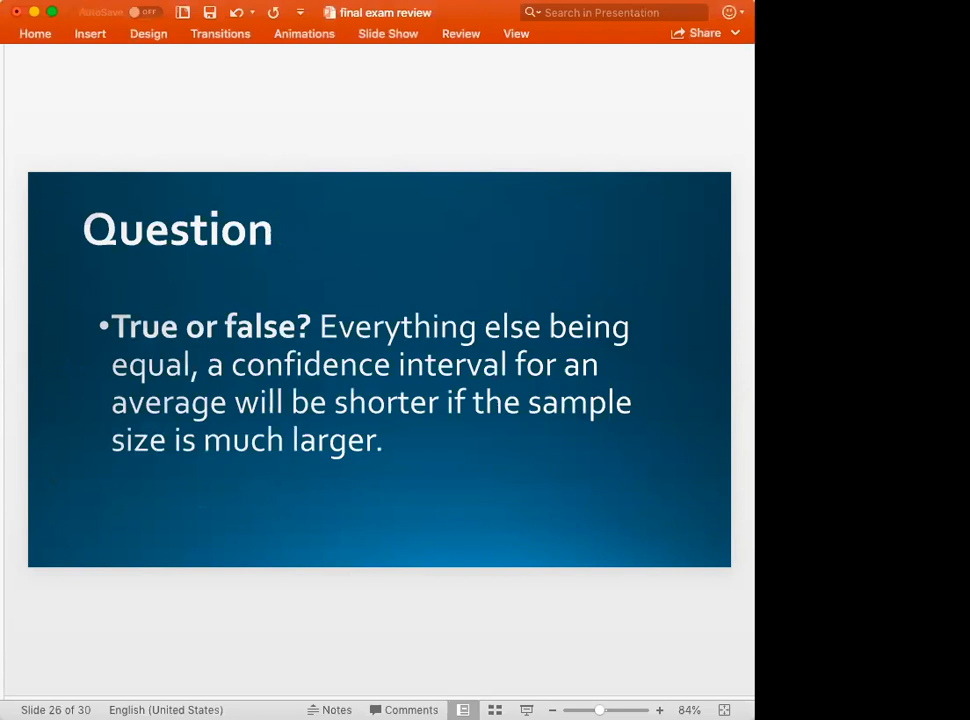 AutoSave OFF
final exam review
Search in Presentation
Home Insert Design Transitions Animations Slide Show Review View Share
Question
•True or false? Everything else being
equal, a confidence interval for an
average will be shorter if the sample
size is much larger.
Slide 26 of 30 English (United States) Notes Comments 84%